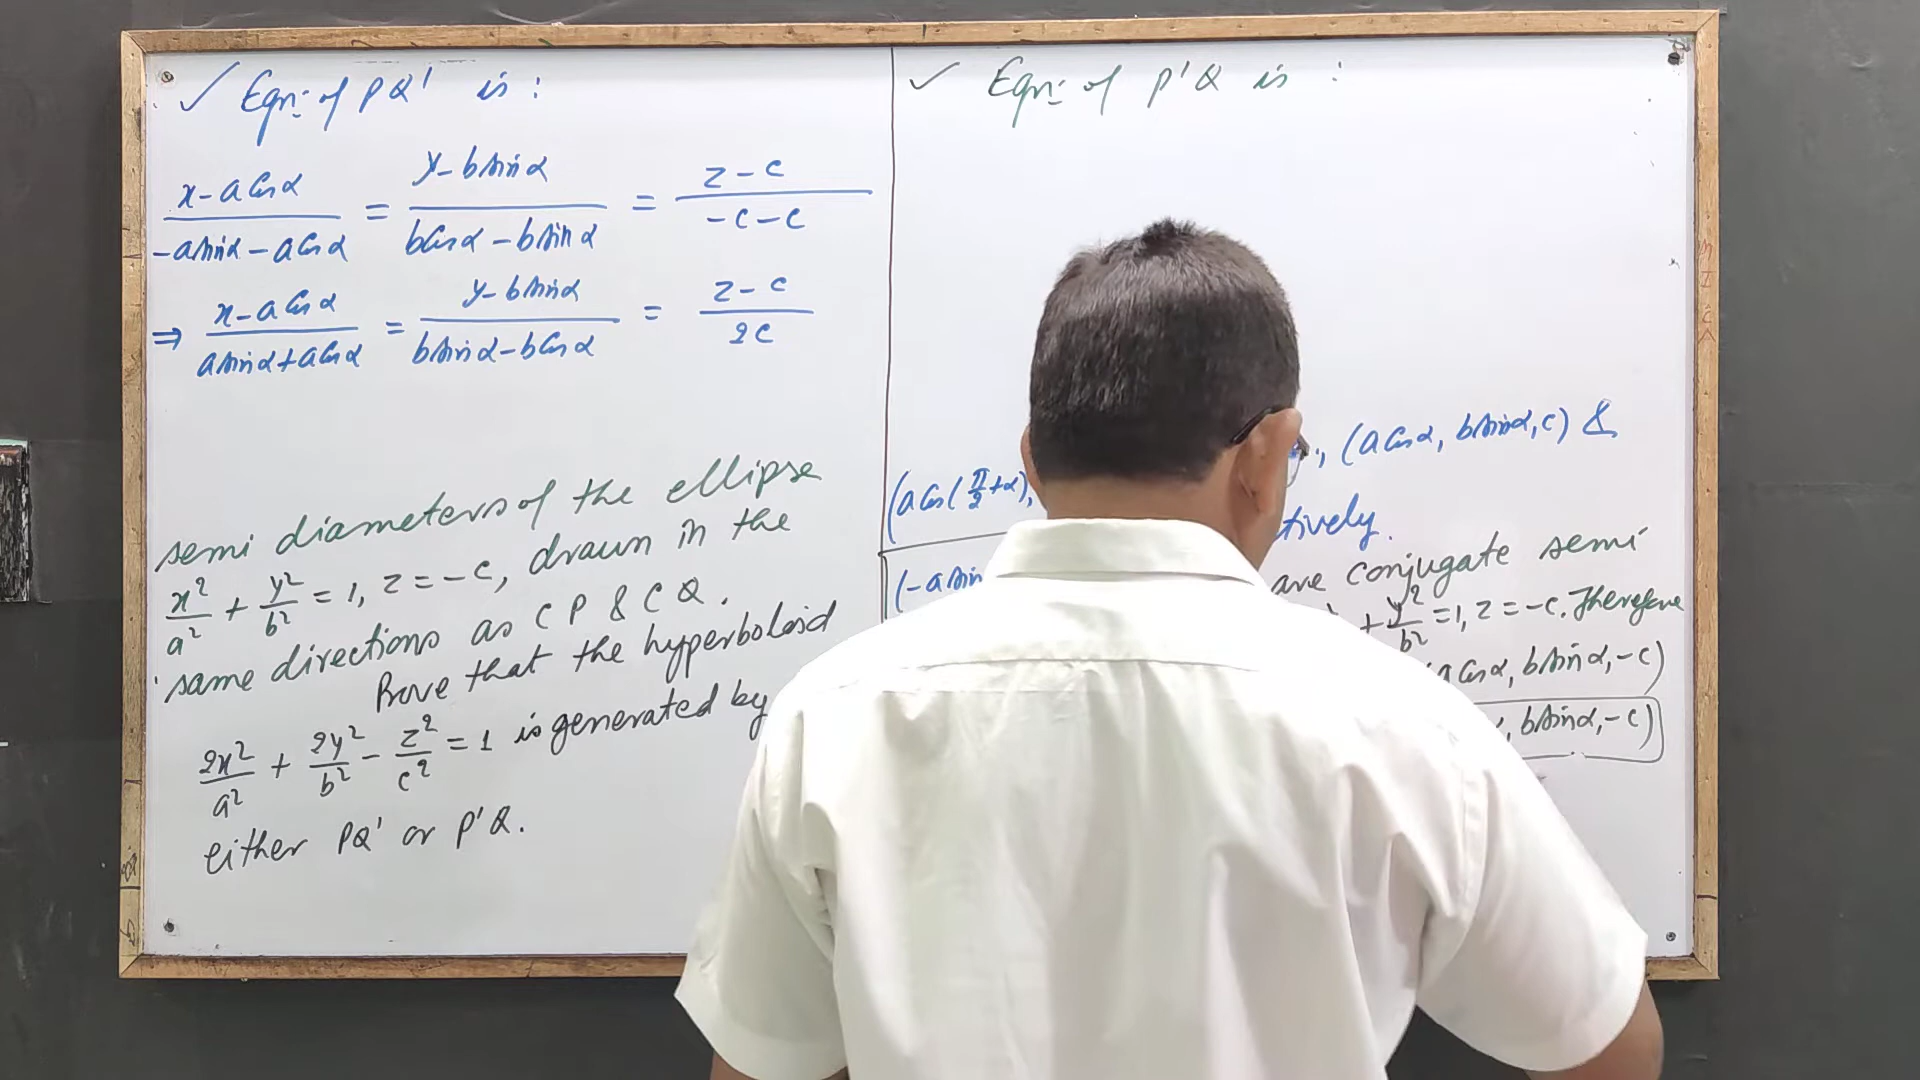 ✓ Eqn: of PQ' is :
(x - a Cos α)/(-a sin α - a Cos α) = (y - b sin α)/(b Cos α - b sin α) = (z - c)/(-c - c)
⇒ (x - a Cos α)/(a sin α + a Cos α) = (y - b sin α)/(b sin α - b Cos α) = (z - c)/(2c)
semi diameters of the ellipse
x²/a² + y²/b² = 1, z = -c, drawn in the
same directions as CP & CQ.
Prove that the hyperboloid
2x²/a² + 2y²/b² - z²/c² = 1 is generated by
either PQ' or P'Q.
✓ Eqn: of P'Q is :
., (a Cos α, b sin α, c) &
(a Cos(π/2 + α),
tively.
(-a sin
are conjugate semi
+ y²/b² = 1, z = -c. Therefore
a Cos α, b sin α, -c)
, b sin α, -c)